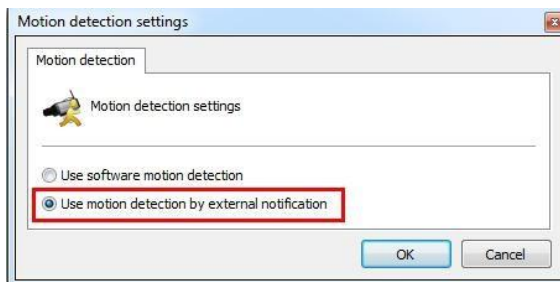 Motion detection settings
Motion detection
Motion detection settings
Use software motion detection
Use motion detection by external notification
OK
Cancel